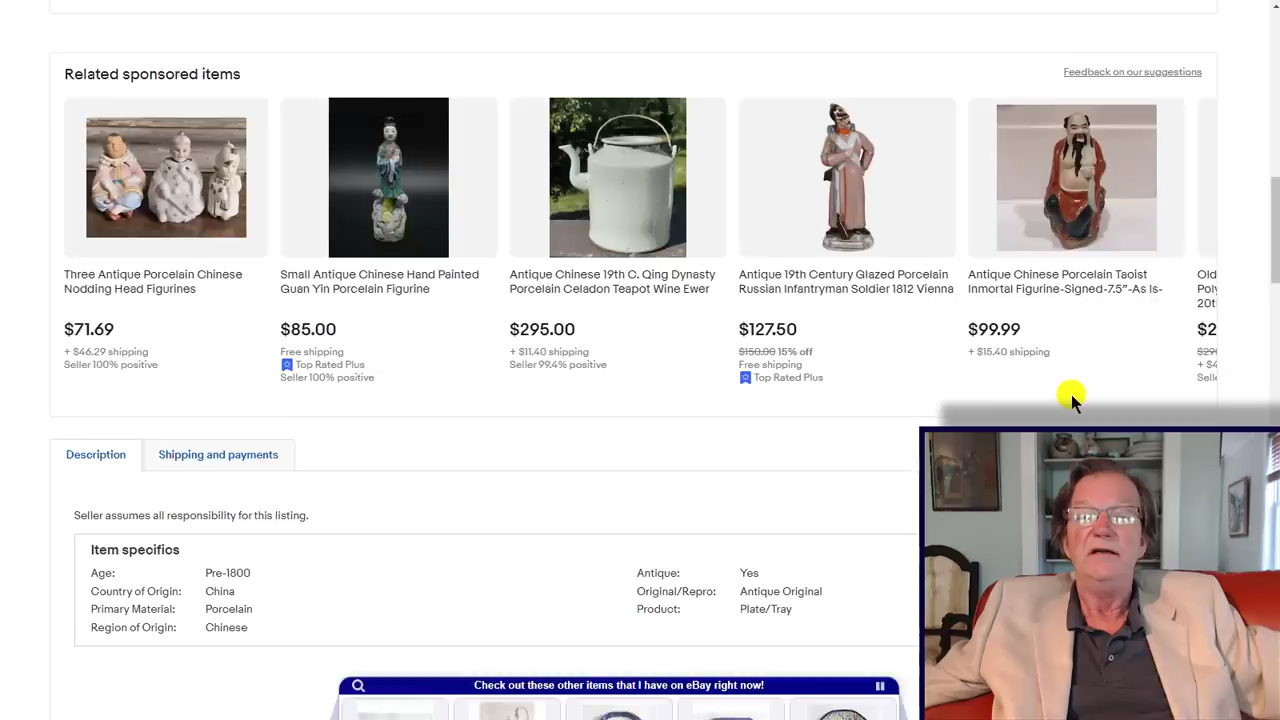 Related sponsored items
Feedback on our suggestions
Three Antique Porcelain Chinese
Nodding Head Figurines
$71.69
+ $46.29 shipping
Seller 100% positive
Small Antique Chinese Hand Painted
Guan Yin Porcelain Figurine
$85.00
Free shipping
Top Rated Plus
Seller 100% positive
Antique Chinese 19th C. Qing Dynasty
Porcelain Celadon Teapot Wine Ewer
$295.00
+ $11.40 shipping
Seller 99.4% positive
Antique 19th Century Glazed Porcelain
Russian Infantryman Soldier 1812 Vienna
$127.50
$150.00 15% off
Free shipping
Top Rated Plus
Antique Chinese Porcelain Taoist
Inmortal Figurine-Signed-7.5"-As Is-
$99.99
+ $15.40 shipping
Old
Poly
20th
$2
$29
+ $4
Selle
Description
Shipping and payments
Seller assumes all responsibility for this listing.
Item specifics
Age: Pre-1800
Country of Origin: China
Primary Material: Porcelain
Region of Origin: Chinese
Antique: Yes
Original/Repro: Antique Original
Product: Plate/Tray
Check out these other items that I have on eBay right now!